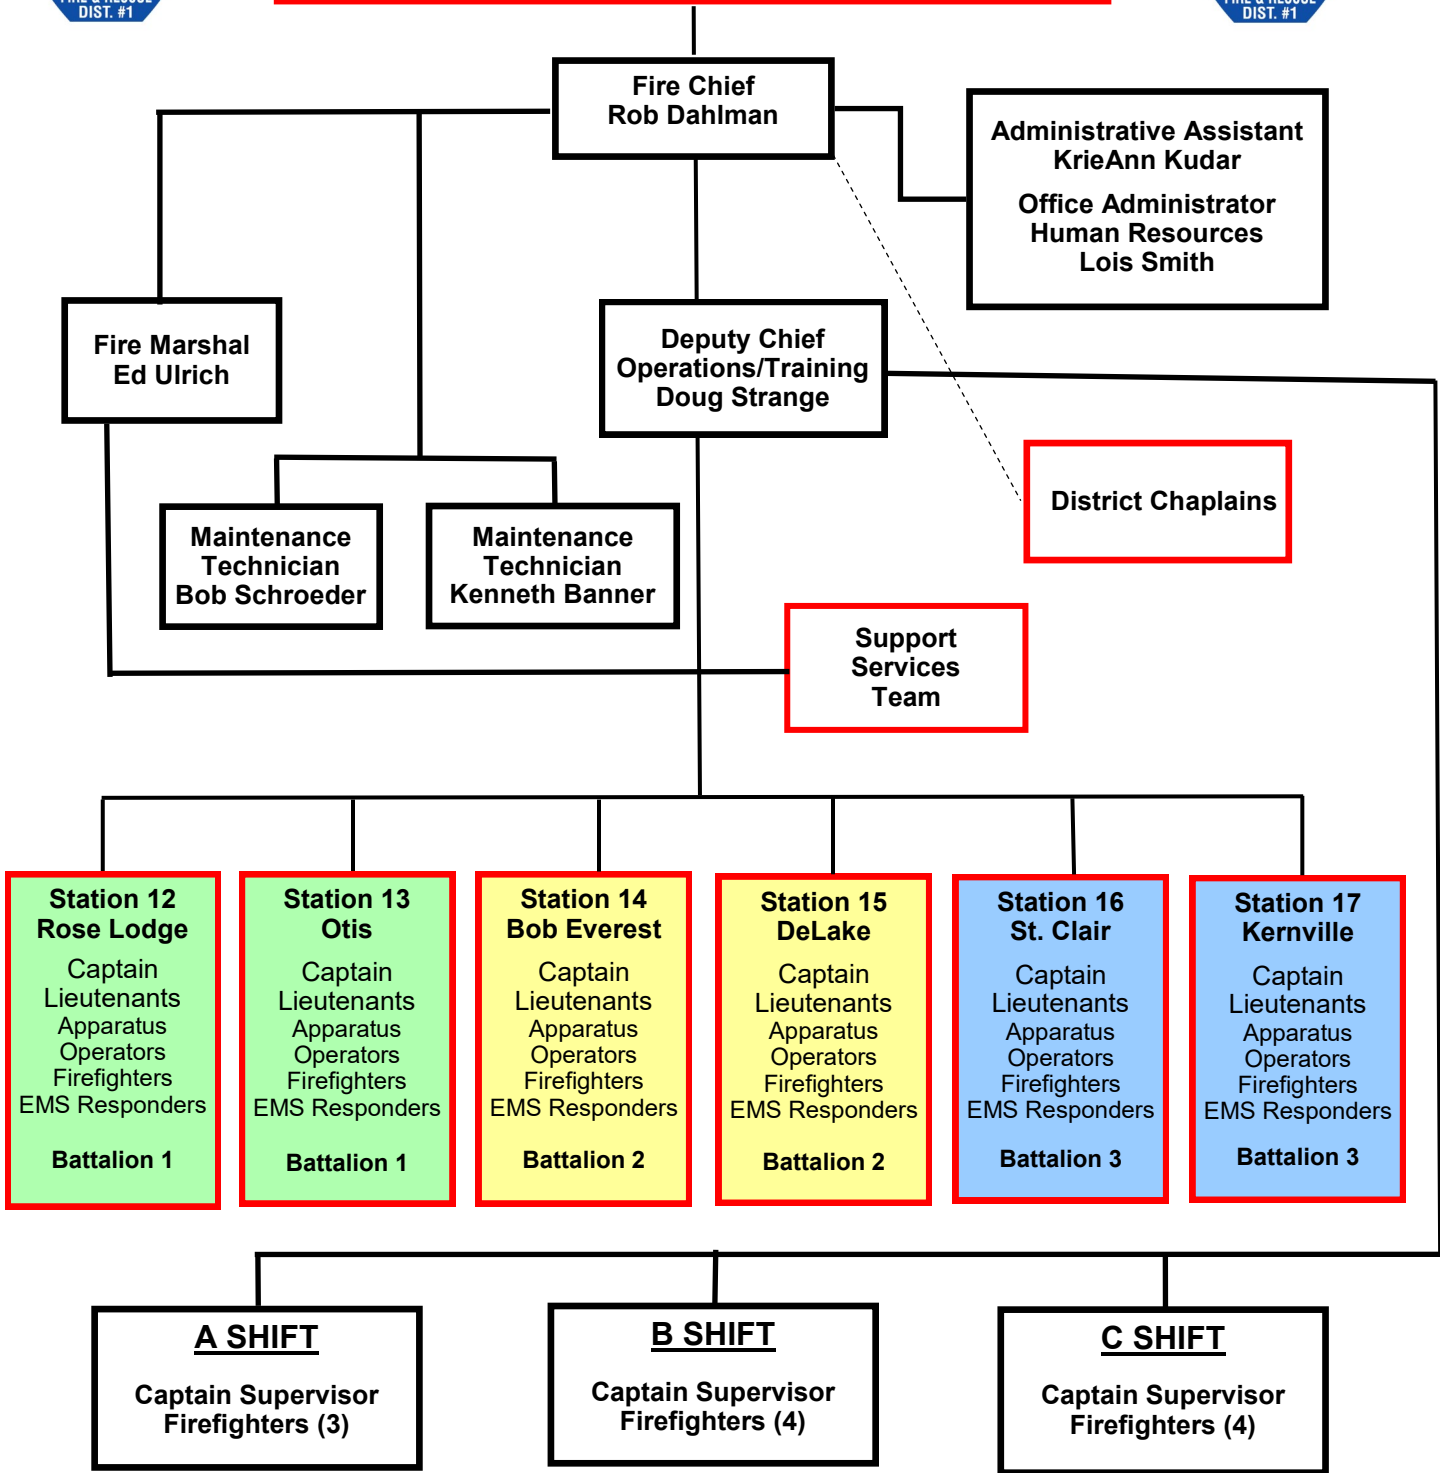 DIST. #1
FIRE & RESCUE
DIST. #1
Fire Chief
Rob Dahlman
Administrative Assistant
KrieAnn Kudar
Office Administrator
Human Resources
Lois Smith
Fire Marshal
Ed Ulrich
Deputy Chief
Operations/Training
Doug Strange
District Chaplains
Maintenance
Technician
Bob Schroeder
Maintenance
Technician
Kenneth Banner
Support
Services
Team
Station 12
Rose Lodge
Captain
Lieutenants
Apparatus
Operators
Firefighters
EMS Responders
Battalion 1
Station 13
Otis
Captain
Lieutenants
Apparatus
Operators
Firefighters
EMS Responders
Battalion 1
Station 14
Bob Everest
Captain
Lieutenants
Apparatus
Operators
Firefighters
EMS Responders
Battalion 2
Station 15
DeLake
Captain
Lieutenants
Apparatus
Operators
Firefighters
EMS Responders
Battalion 2
Station 16
St. Clair
Captain
Lieutenants
Apparatus
Operators
Firefighters
EMS Responders
Battalion 3
Station 17
Kernville
Captain
Lieutenants
Apparatus
Operators
Firefighters
EMS Responders
Battalion 3
A SHIFT
Captain Supervisor
Firefighters (3)
B SHIFT
Captain Supervisor
Firefighters (4)
C SHIFT
Captain Supervisor
Firefighters (4)